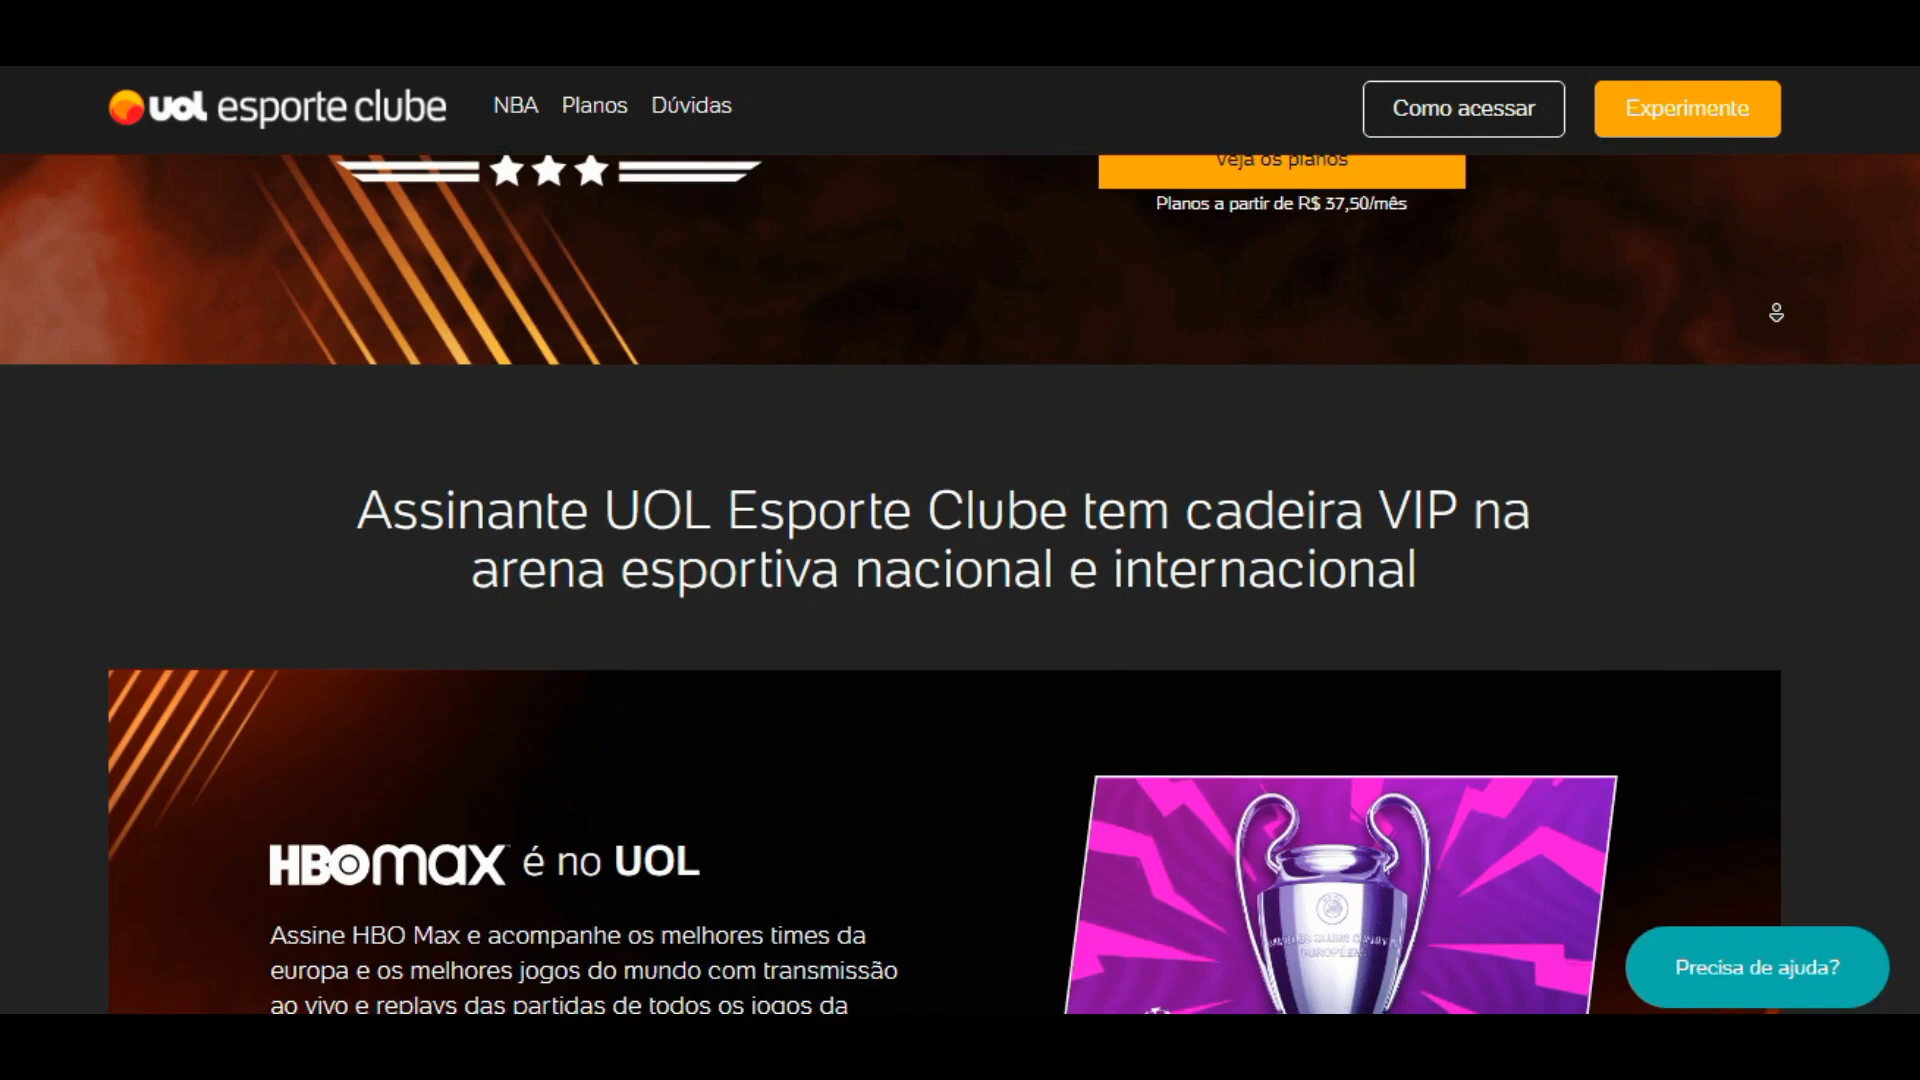 uol esporte clube NBA Planos Dúvidas Como acessar Experimente
Veja os planos
Planos a partir de R$ 37,50/mês
Assinante UOL Esporte Clube tem cadeira VIP na
arena esportiva nacional e internacional
HBOmax é no UOL
Assine HBO Max e acompanhe os melhores times da
europa e os melhores jogos do mundo com transmissão
ao vivo e replays das partidas de todos os jogos da
Precisa de ajuda?